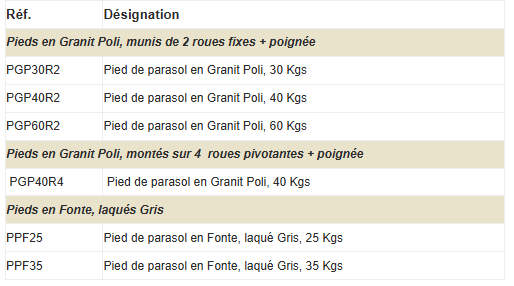 Réf. Désignation
Pieds en Granit Poli, munis de 2 roues fixes + poignée
PGP30R2 Pied de parasol en Granit Poli, 30 Kgs
PGP40R2 Pied de parasol en Granit Poli, 40 Kgs
PGP60R2 Pied de parasol en Granit Poli, 60 Kgs
Pieds en Granit Poli, montés sur 4 roues pivotantes + poignée
PGP40R4 Pied de parasol en Granit Poli, 40 Kgs
Pieds en Fonte, laqués Gris
PPF25 Pied de parasol en Fonte, laqué Gris, 25 Kgs
PPF35 Pied de parasol en Fonte, laqué Gris, 35 Kgs